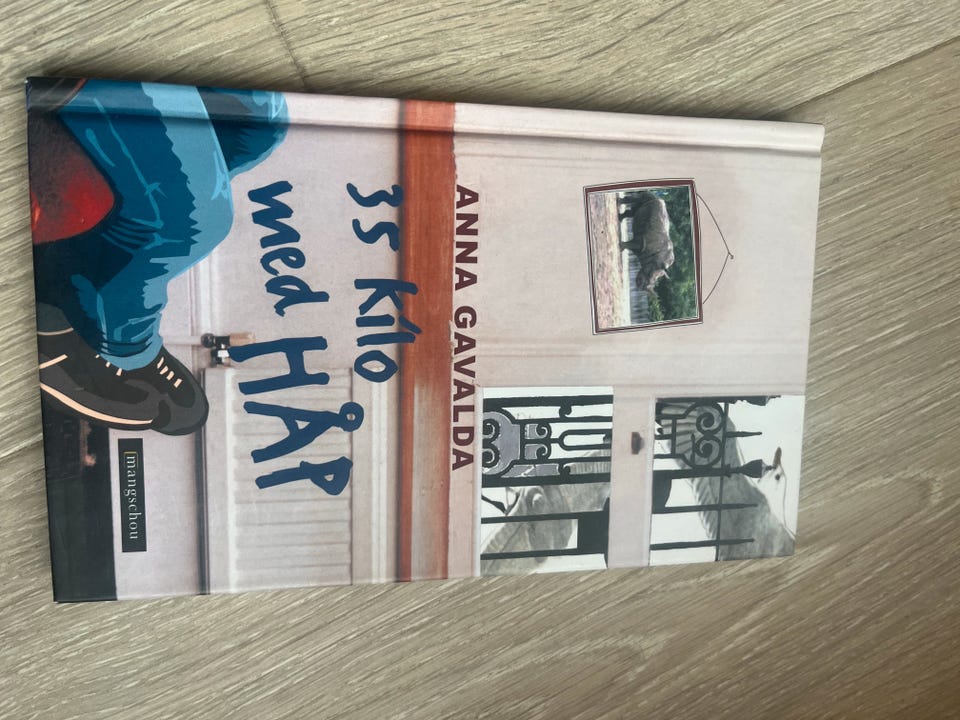 ANNA GAVALDA
35 kilo
med HÅP
mangschou